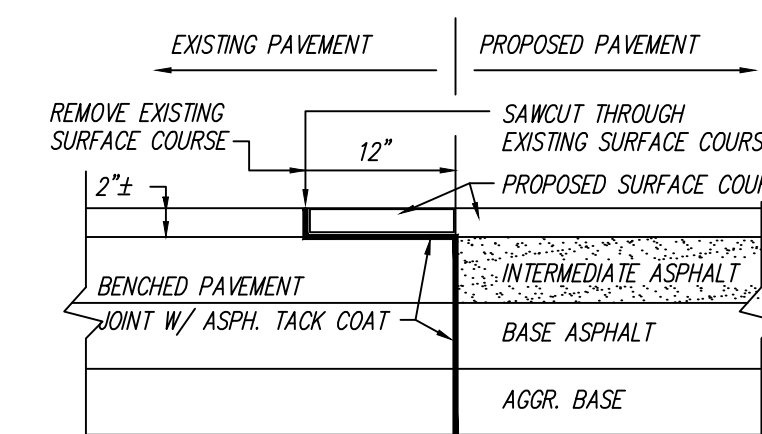 EXISTING PAVEMENT
PROPOSED PAVEMENT
REMOVE EXISTING
SURFACE COURSE
12"
SAWCUT THROUGH
EXISTING SURFACE COURS
2"±
PROPOSED SURFACE COU
BENCHED PAVEMENT
JOINT W/ ASPH. TACK COAT
INTERMEDIATE ASPHALT
BASE ASPHALT
AGGR. BASE